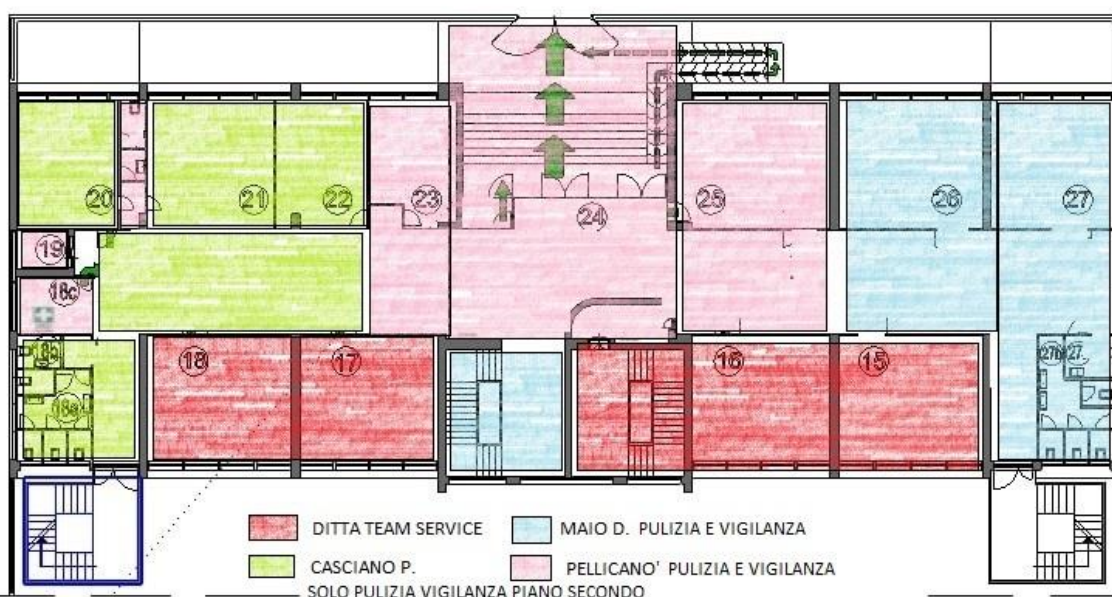 20
21
22
23
24
25
26
27
19
18c
18b
18a
18
17
16
15
27b
27
DITTA TEAM SERVICE
MAIO D. PULIZIA E VIGILANZA
CASCIANO P.
PELLICANO' PULIZIA E VIGILANZA
SOLO PULIZIA VIGILANZA PIANO SECONDO